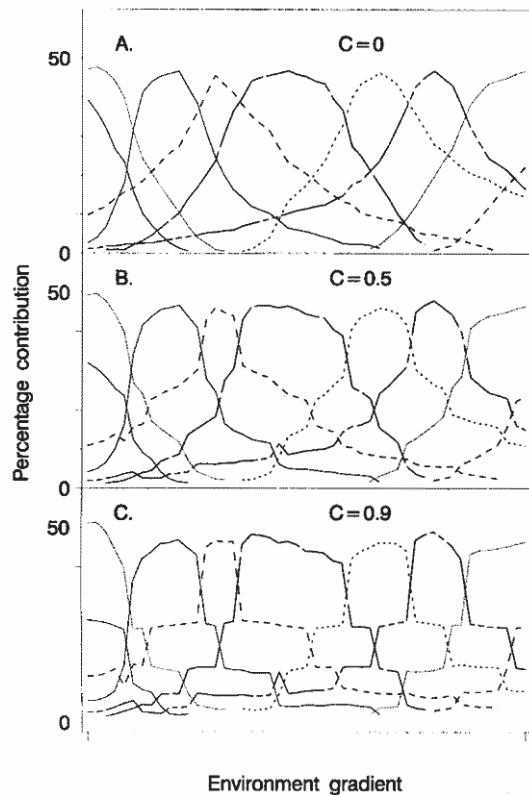 A.
C=0
50
0
B.
C=0.5
50
0
C.
C=0.9
50
0
Percentage contribution
Environment gradient